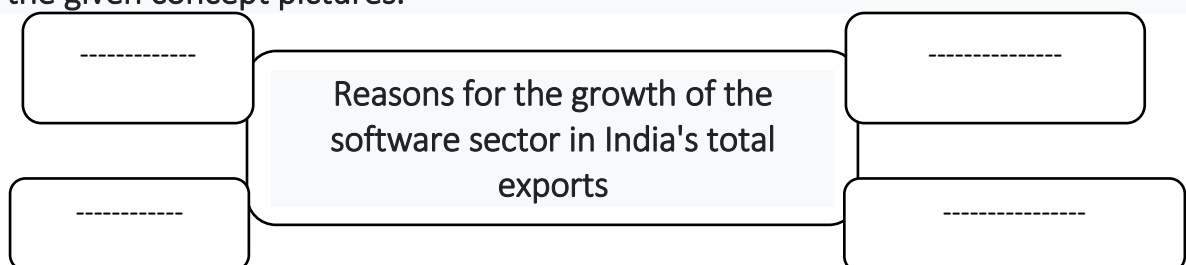 the given concept pictures.
-------------
---------------
Reasons for the growth of the
software sector in India's total
exports
------------
----------------